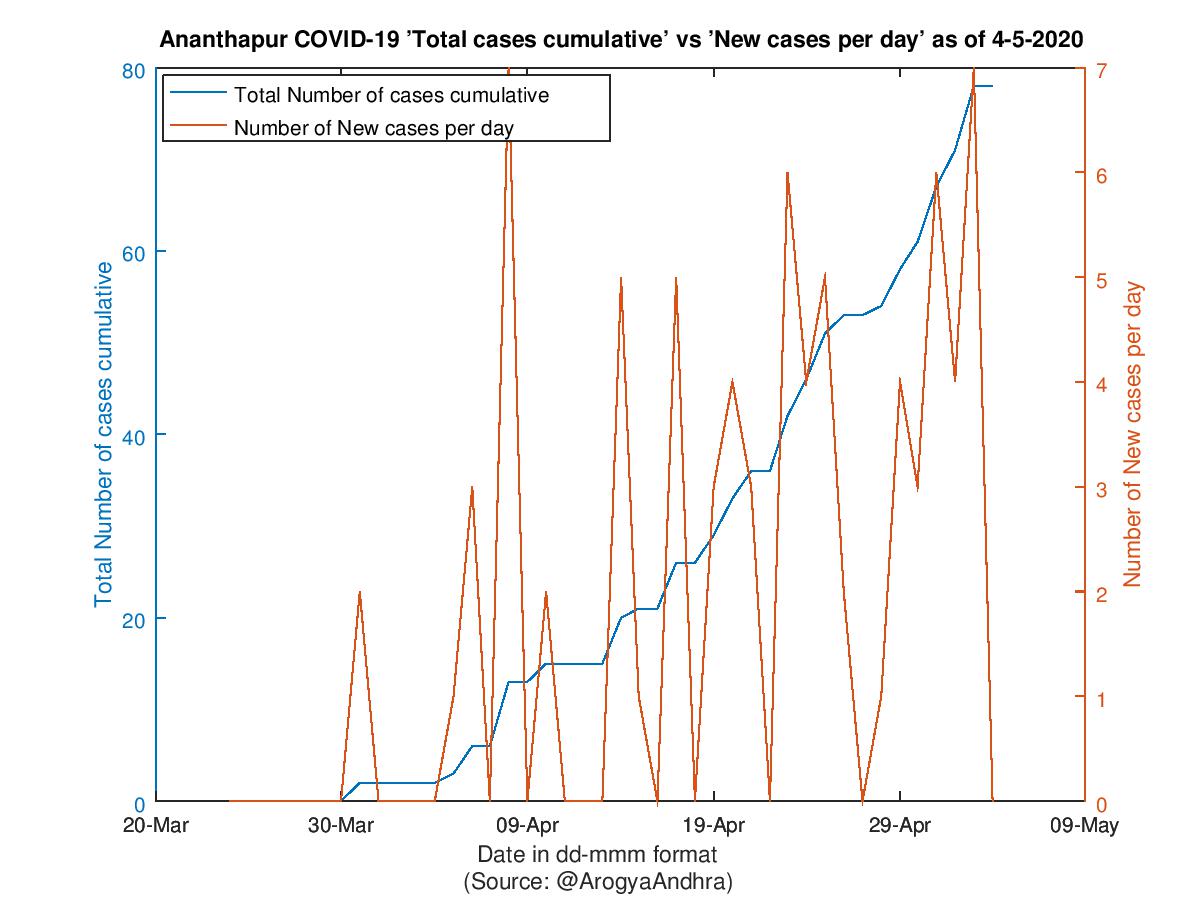 Ananthapur COVID-19 ’Total cases cumulative’ vs ’New cases per day’ as of 4-5-2020
Total Number of cases cumulative
Number of New cases per day
80
60
40
20
0
Total Number of cases cumulative
7
6
5
4
3
2
1
0
Number of New cases per day
20-Mar 30-Mar 09-Apr 19-Apr 29-Apr 09-May
Date in dd-mmm format
(Source: @ArogyaAndhra)